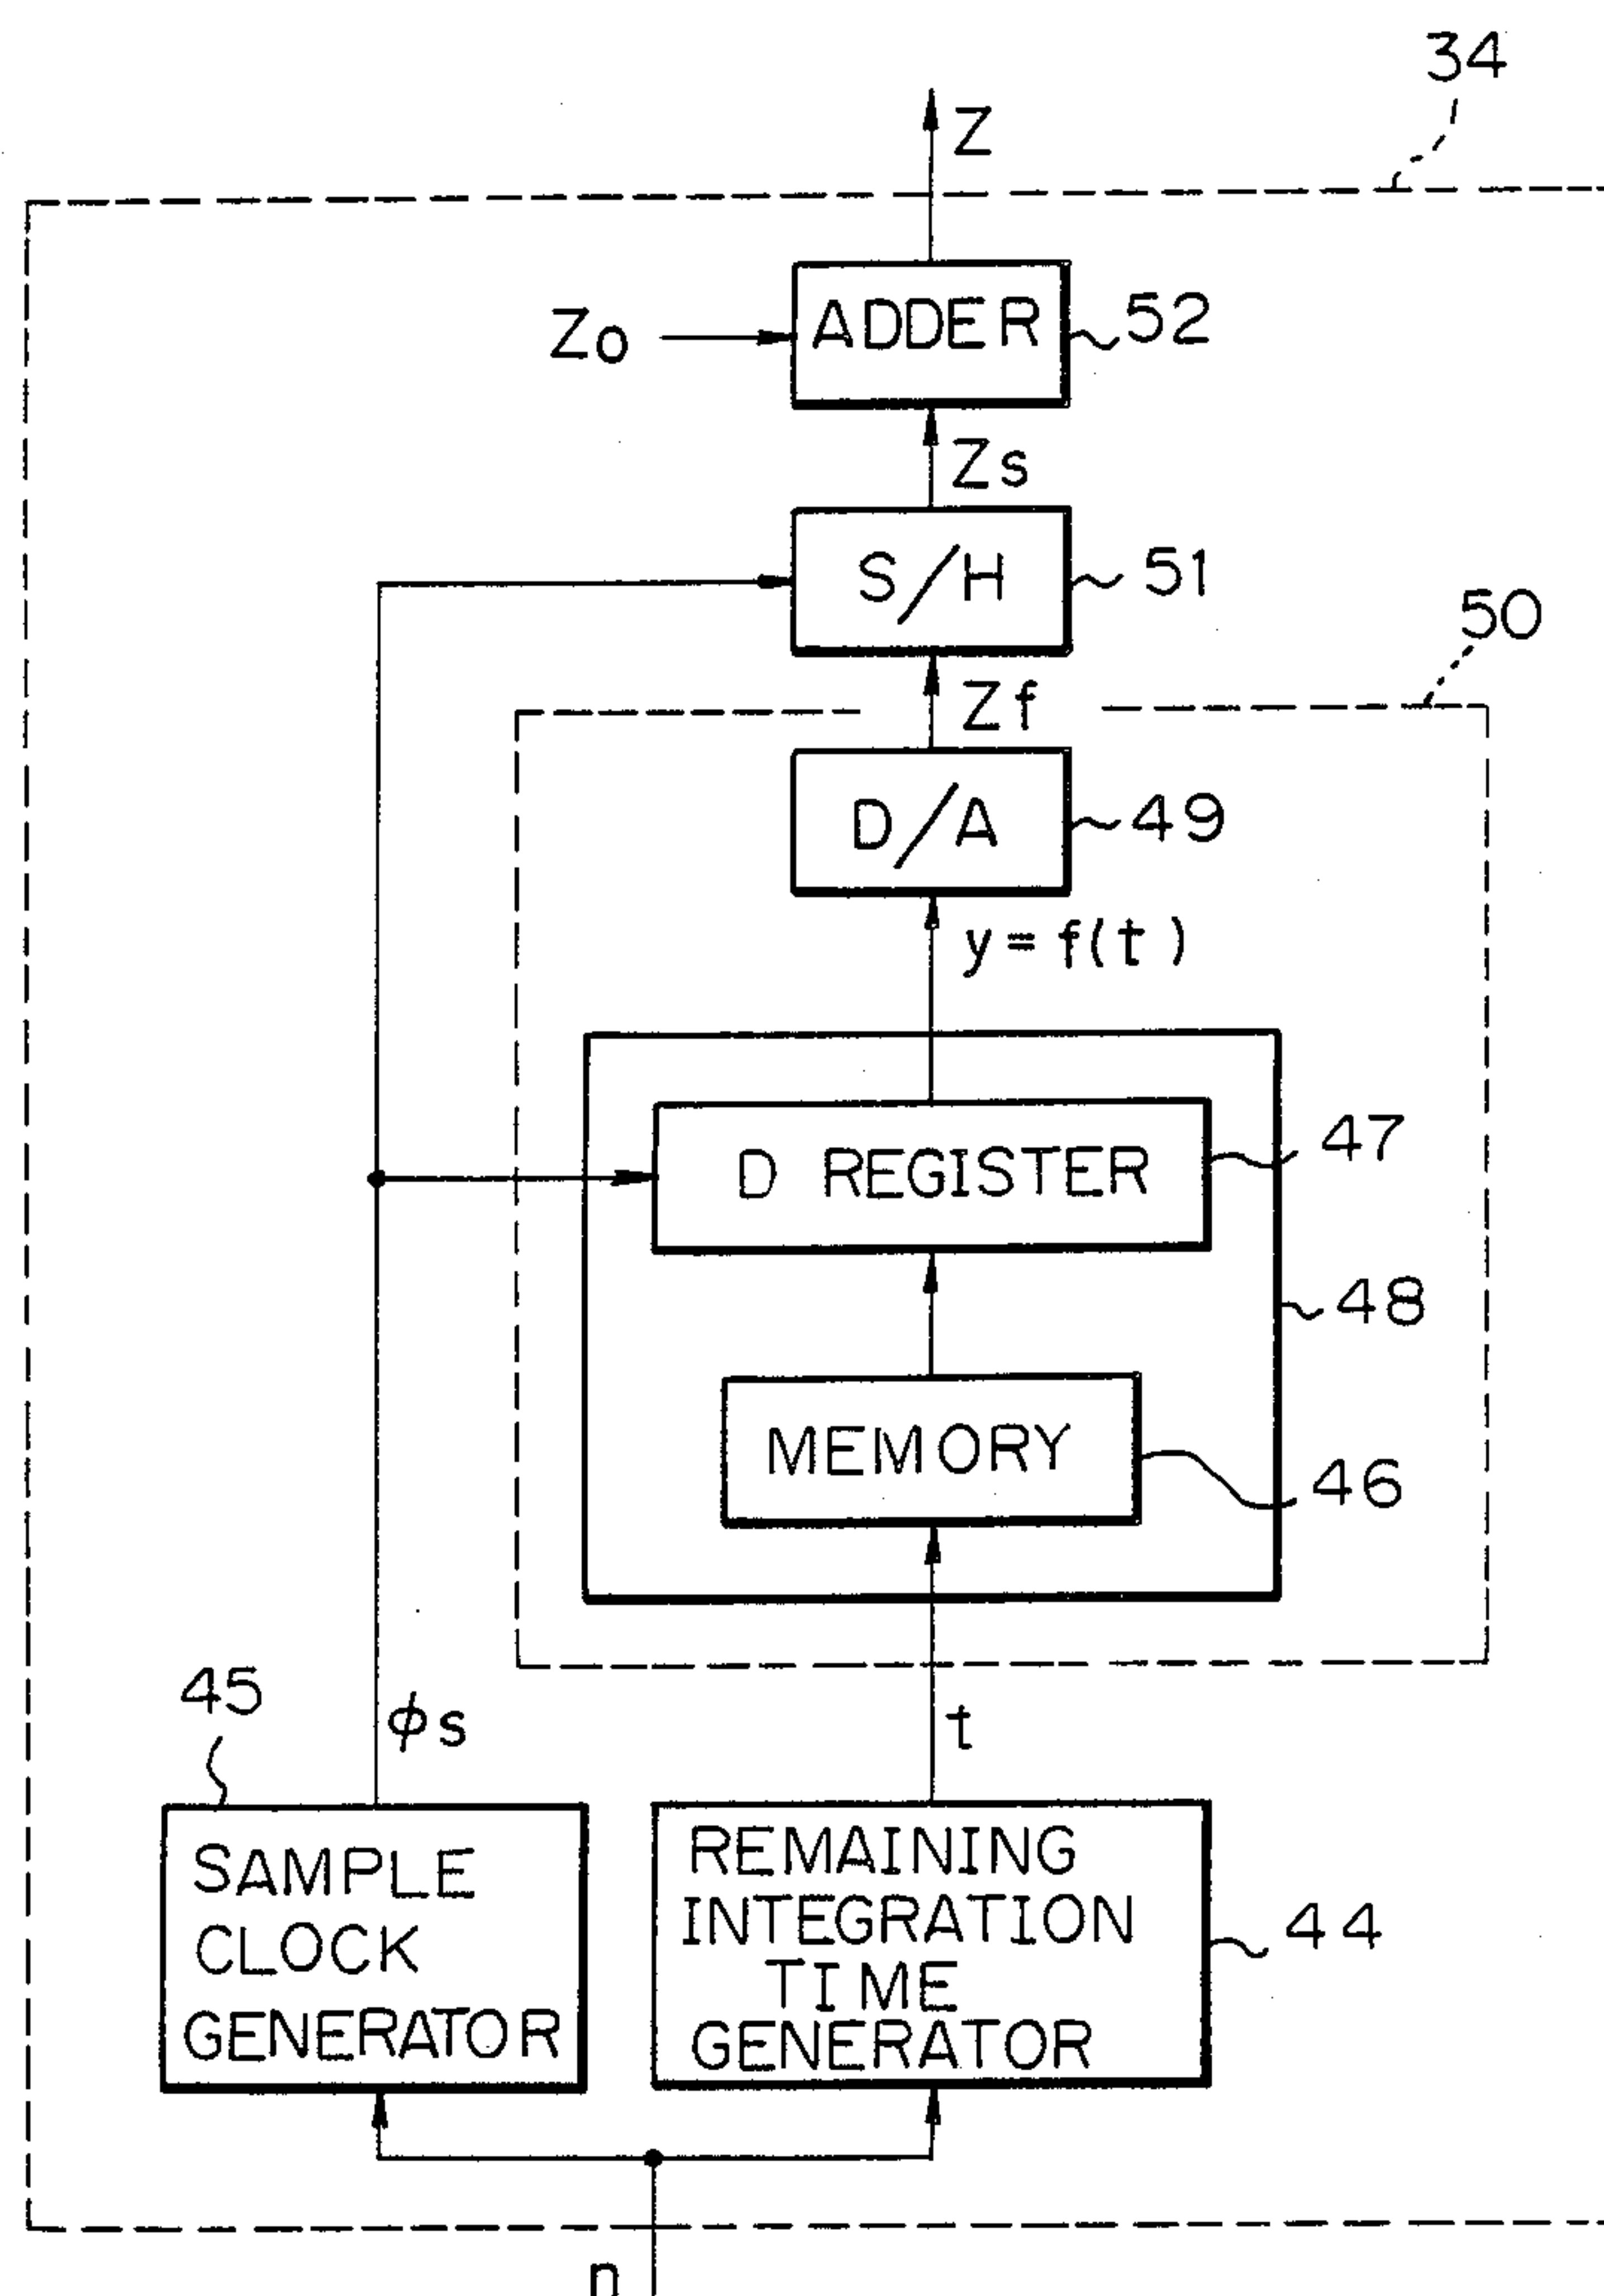 34
Z
Zo
ADDER
52
Zs
S/H
51
50
Zf
D/A
49
y=f(t)
D REGISTER
47
48
MEMORY
46
45
φs
t
SAMPLE
CLOCK
GENERATOR
REMAINING
INTEGRATION
TIME
GENERATOR
44
n